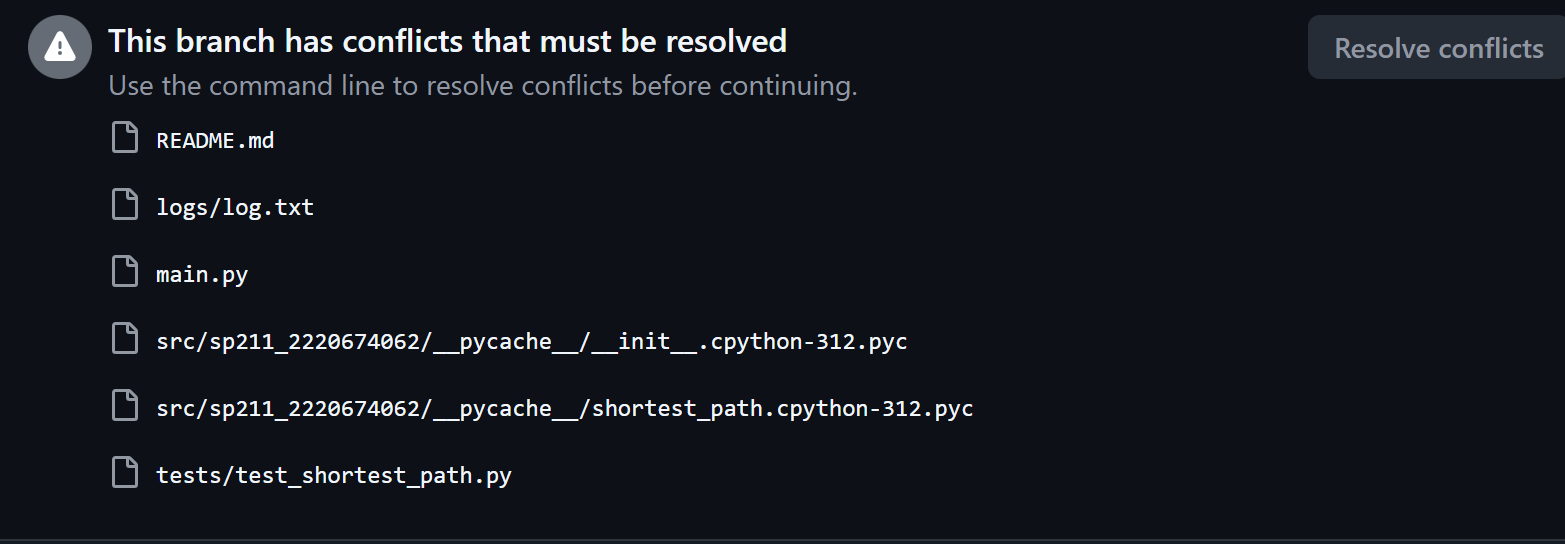 This branch has conflicts that must be resolved
Resolve conflicts
Use the command line to resolve conflicts before continuing.
README.md
logs/log.txt
main.py
src/sp211_2220674062/__pycache__/__init__.cpython-312.pyc
src/sp211_2220674062/__pycache__/shortest_path.cpython-312.pyc
tests/test_shortest_path.py